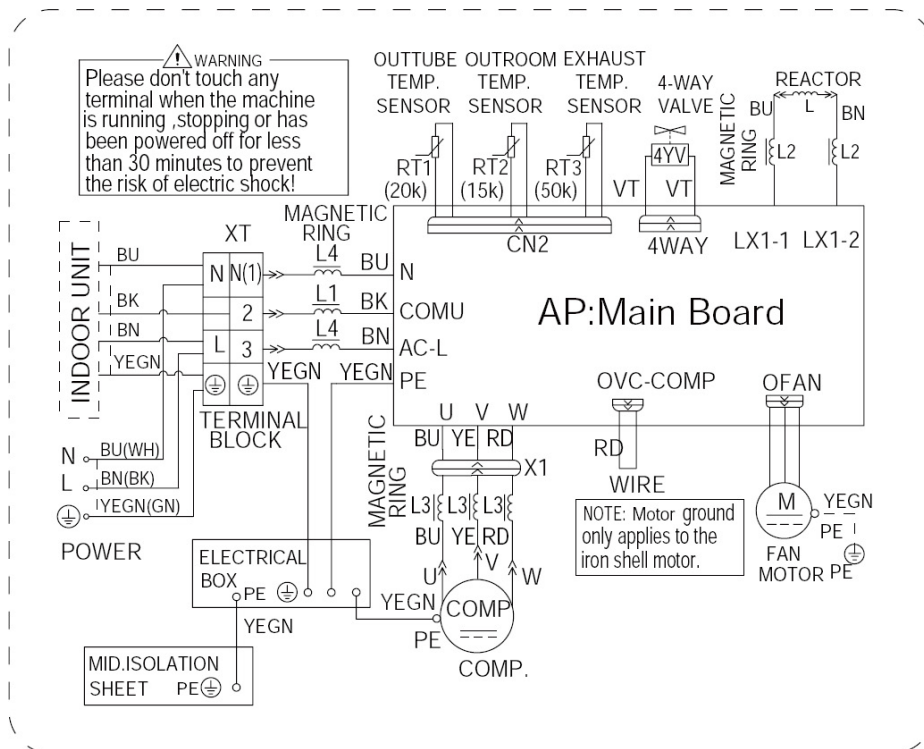 WARNING
Please don't touch any
terminal when the machine
is running ,stopping or has
been powered off for less
than 30 minutes to prevent
the risk of electric shock!
OUTTUBE TEMP. SENSOR
OUTROOM TEMP. SENSOR
EXHAUST TEMP. SENSOR
4-WAY VALVE
MAGNETIC RING
REACTOR
BU L BN
L2 L2
RT1 (20k)
RT2 (15k)
RT3 (50k)
4YV
VT VT
CN2
4WAY
LX1-1 LX1-2
INDOOR UNIT
BU
BK
BN
YEGN
XT
N N(1)
2
L 3
TERMINAL
BLOCK
MAGNETIC
RING
L4 BU N
L1 BK COMU
L4 BN AC-L
YEGN YEGN PE
AP:Main Board
OVC-COMP
OFAN
U V W
BU YE RD
X1
MAGNETIC RING
L3 L3 L3
BU YE RD
U V W
RD
WIRE
N BU(WH)
L BN(BK)
YEGN(GN)
POWER
NOTE: Motor ground
only applies to the
iron shell motor.
M
YEGN
PE
FAN
MOTOR PE
ELECTRICAL
BOX PE
YEGN
YEGN
PE
COMP
COMP.
MID.ISOLATION
SHEET PE